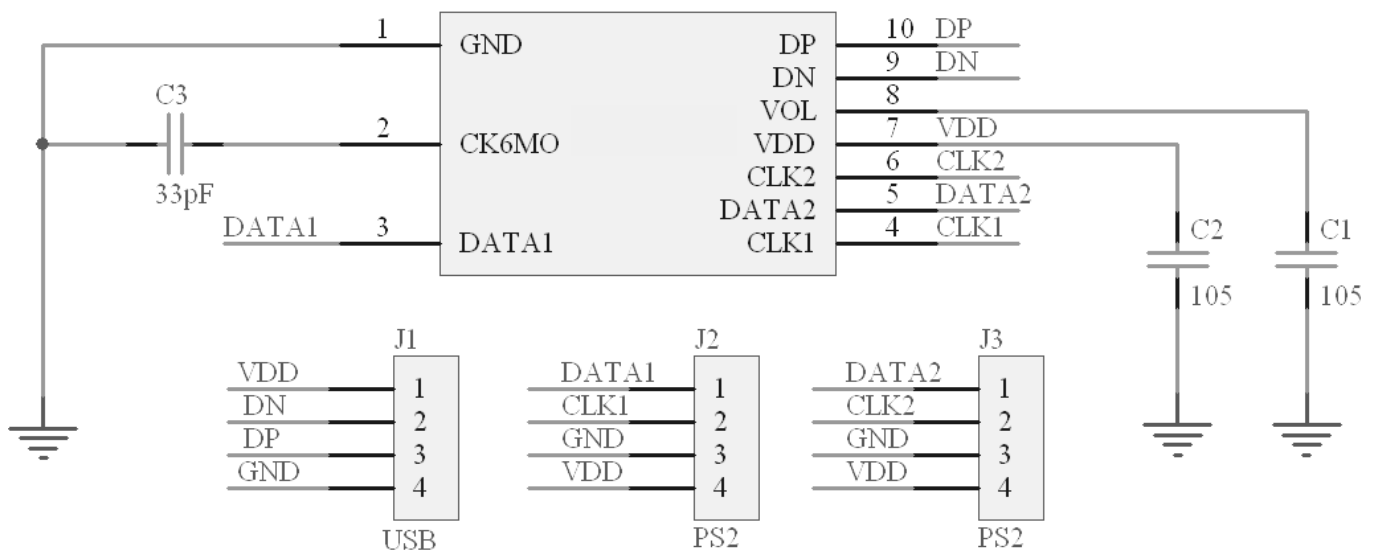 1 GND DP 10 DP
DN 9 DN
C3
VOL 8
2 CK6MO VDD 7 VDD
CLK2 6 CLK2
33pF
DATA2 5 DATA2
DATA1 3 DATA1 CLK1 4 CLK1
C2 C1
105 105
J1 J2 J3
VDD 1 DATA1 1 DATA2 1
DN 2 CLK1 2 CLK2 2
DP 3 GND 3 GND 3
GND 4 VDD 4 VDD 4
USB PS2 PS2